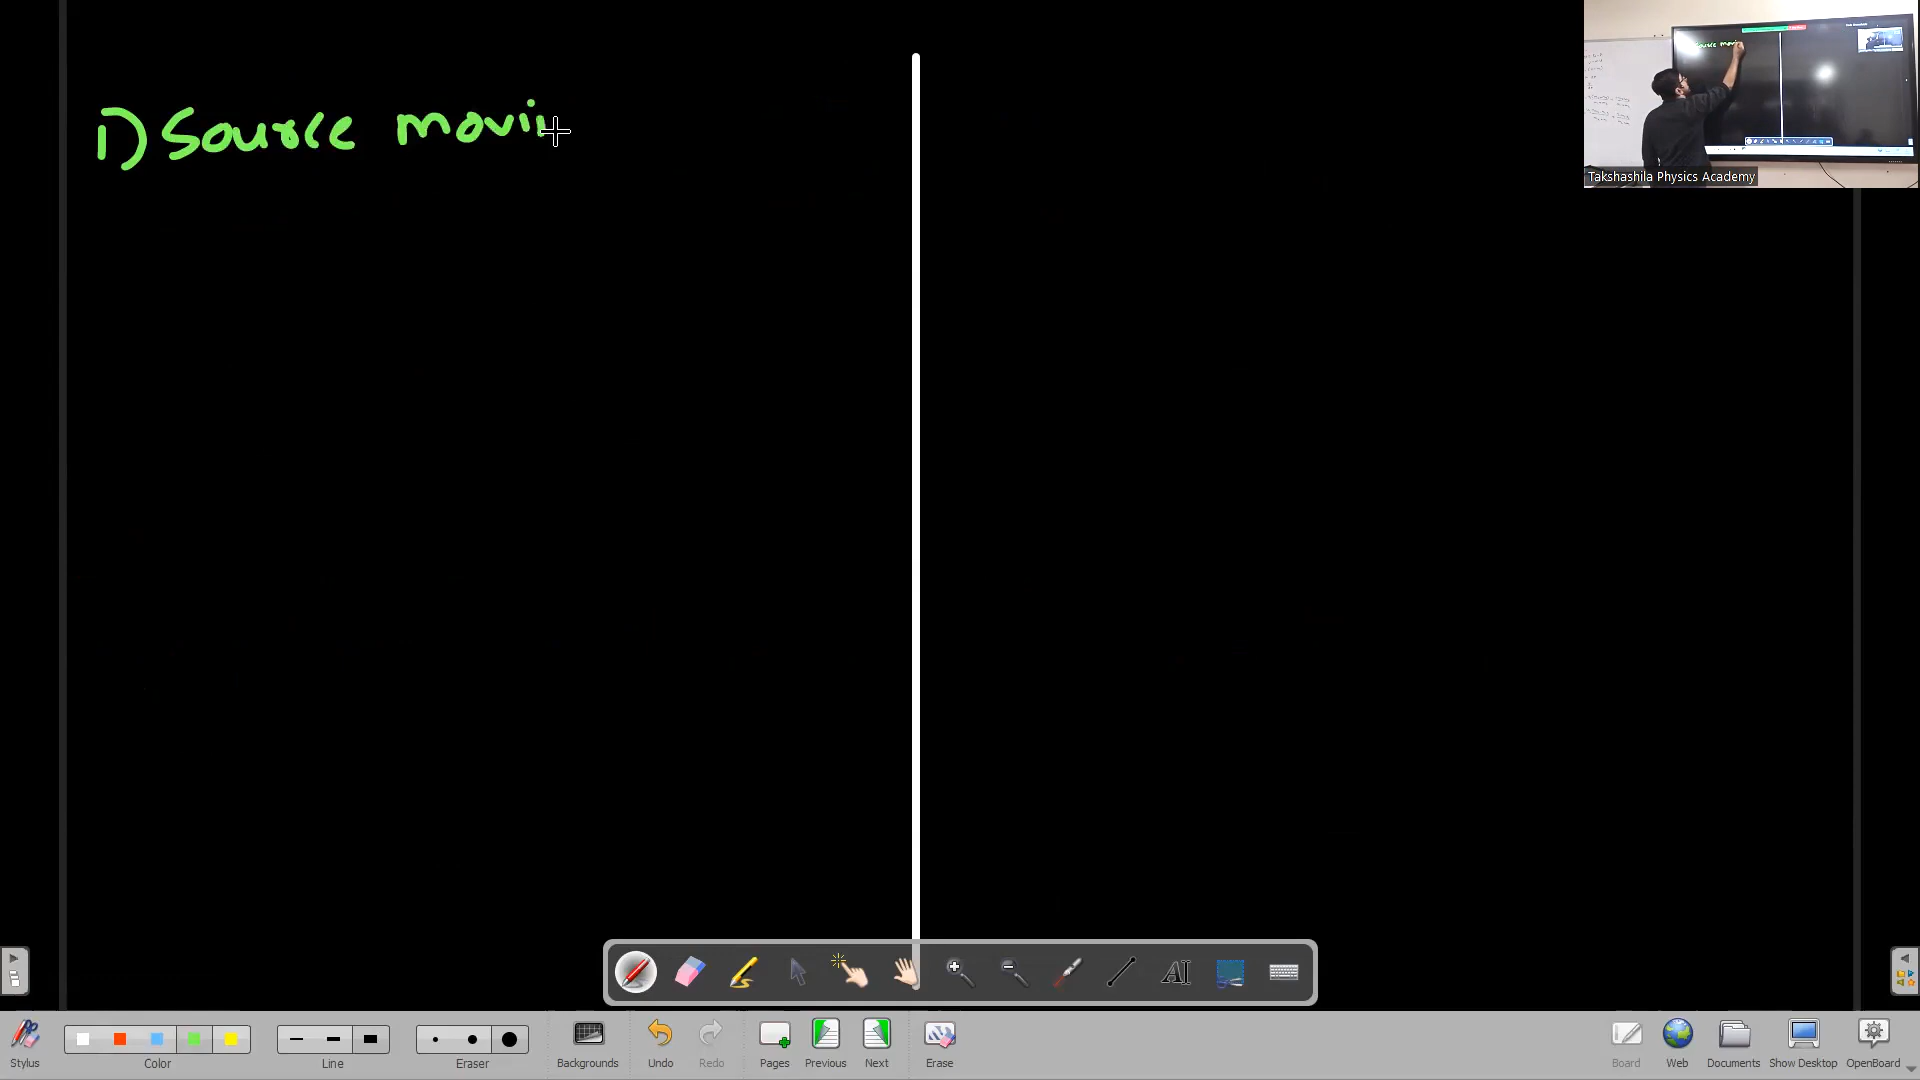 1) Source movi
Takshashila Physics Academy
Stylus
Color
Line
Eraser
Backgrounds
Undo
Redo
Pages
Previous
Next
Erase
Board
Web
Documents
Show Desktop
OpenBoard